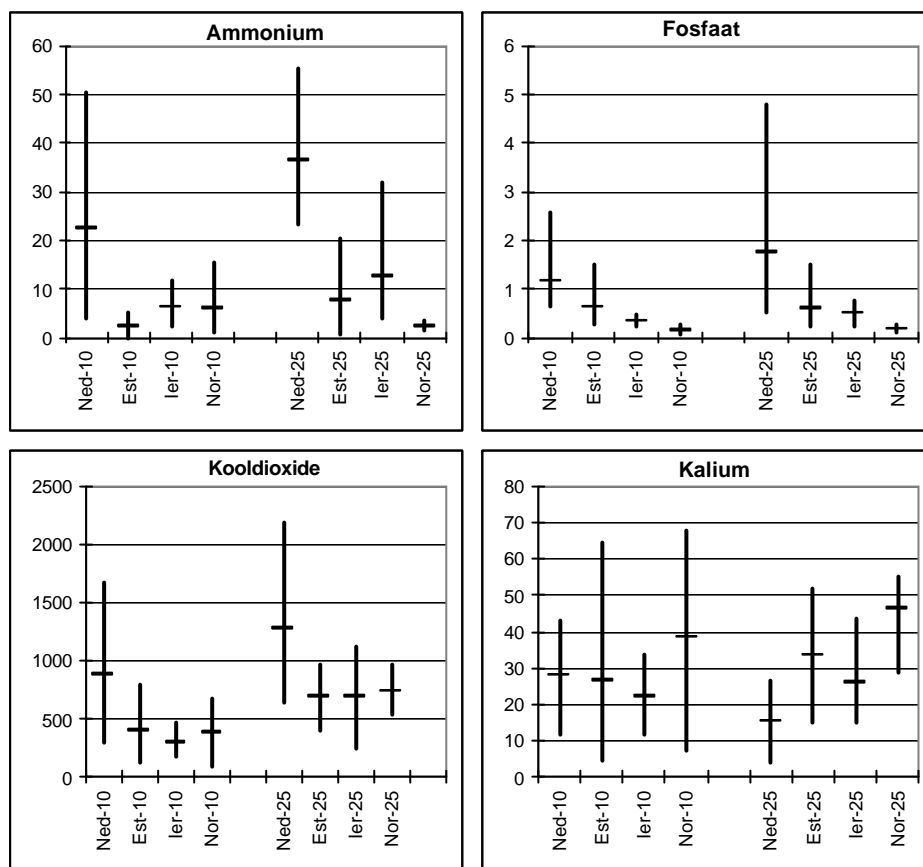 Ammonium
60
50
40
30
20
10
0
Ned-10
Est-10
Ier-10
Nor-10
Ned-25
Est-25
Ier-25
Nor-25
Fosfaat
6
5
4
3
2
1
0
Ned-10
Est-10
Ier-10
Nor-10
Ned-25
Est-25
Ier-25
Nor-25
Kooldioxide
2500
2000
1500
1000
500
0
Ned-10
Est-10
Ier-10
Nor-10
Ned-25
Est-25
Ier-25
Nor-25
Kalium
80
70
60
50
40
30
20
10
0
Ned-10
Est-10
Ier-10
Nor-10
Ned-25
Est-25
Ier-25
Nor-25